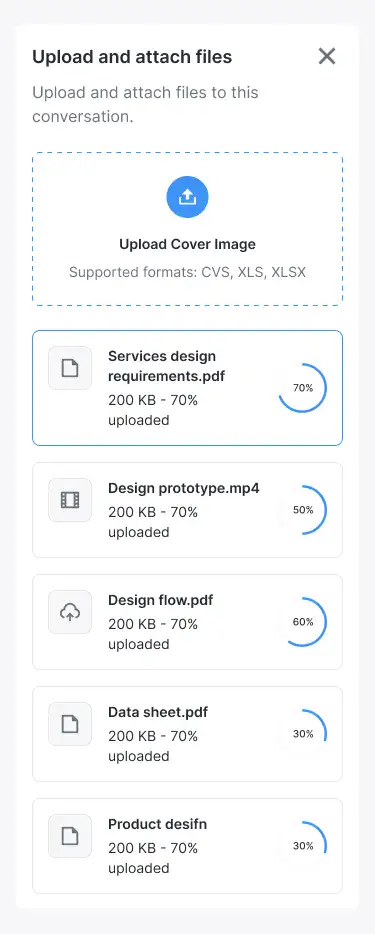 Upload and attach files
Upload and attach files to this
conversation.
Upload Cover Image
Supported formats: CVS, XLS, XLSX
Services design
requirements.pdf
200 KB - 70%
uploaded
70%
Design prototype.mp4
200 KB - 70%
uploaded
50%
Design flow.pdf
200 KB - 70%
uploaded
60%
Data sheet.pdf
200 KB - 70%
uploaded
30%
Product desifn
200 KB - 70%
uploaded
30%